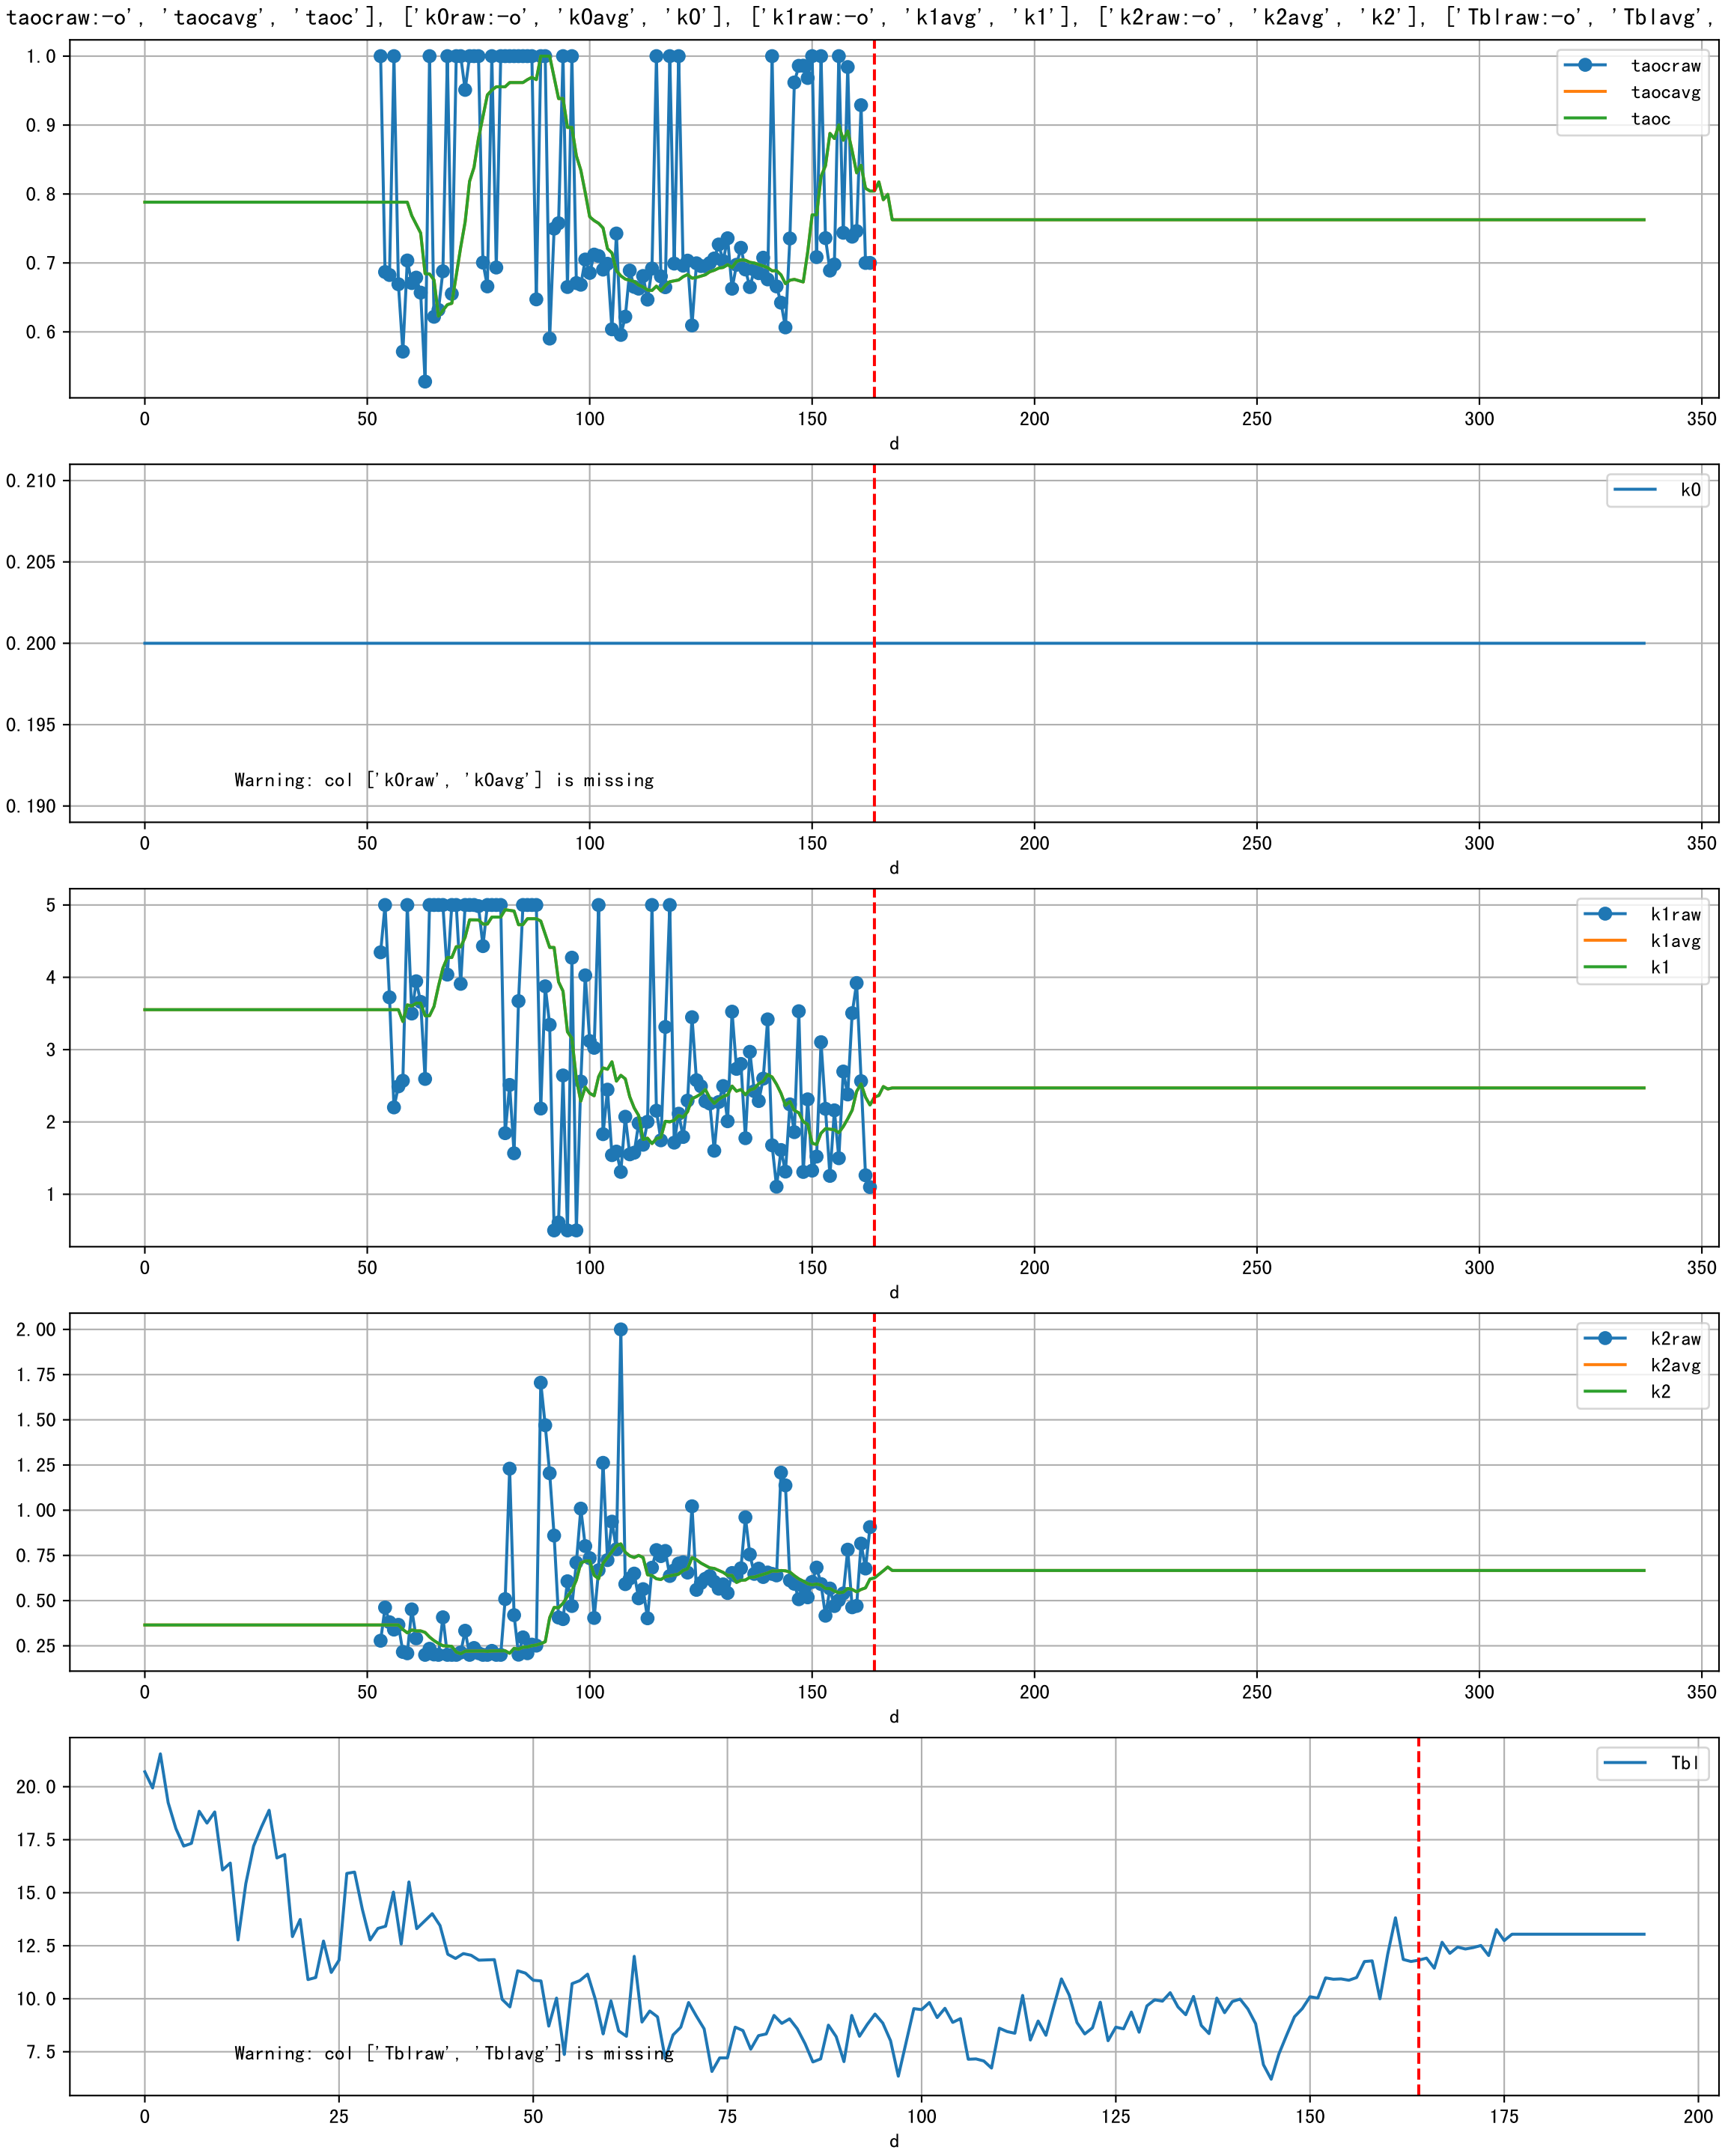 taocraw:-o', 'taocavg', 'taoc'], ['k0raw:-o', 'k0avg', 'k0'], ['k1raw:-o', 'k1avg', 'k1'], ['k2raw:-o', 'k2avg', 'k2'], ['Tblraw:-o', 'Tblavg',
1.0
0.9
0.8
0.7
0.6
taocraw
taocavg
taoc
0 50 100 150 200 250 300 350
d
0.210
0.205
0.200
0.195
0.190
k0
Warning: col ['k0raw', 'k0avg'] is missing
0 50 100 150 200 250 300 350
d
5
4
3
2
1
k1raw
k1avg
k1
0 50 100 150 200 250 300 350
d
2.00
1.75
1.50
1.25
1.00
0.75
0.50
0.25
k2raw
k2avg
k2
0 50 100 150 200 250 300 350
d
20.0
17.5
15.0
12.5
10.0
7.5
Tbl
Warning: col ['Tblraw', 'Tblavg'] is missing
0 25 50 75 100 125 150 175 200
d